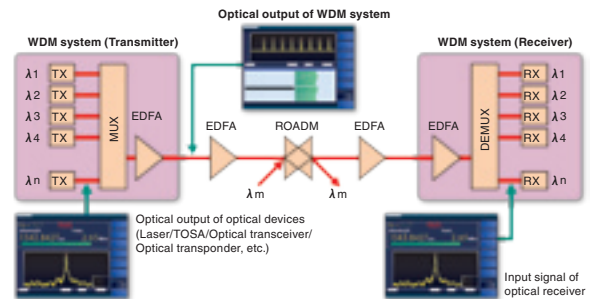 Optical output of WDM system
WDM system (Transmitter)
WDM system (Receiver)
λ1 TX
λ2 TX
λ3 TX
λ4 TX
λn TX
MUX
EDFA
EDFA
ROADM
EDFA
EDFA
DEMUX
RX λ1
RX λ2
RX λ3
RX λ4
RX λn
λm
λm
Optical output of optical devices
(Laser/TOSA/Optical transceiver/
Optical transponder, etc.)
Input signal of
optical receiver